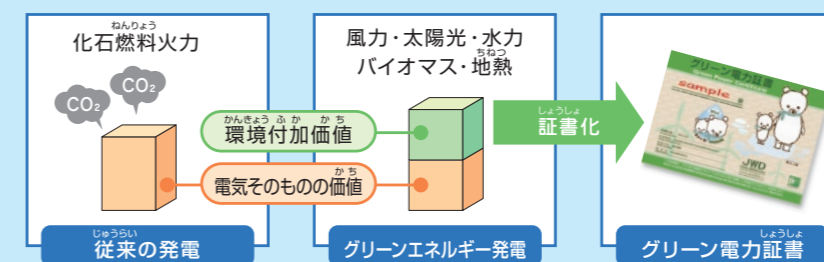 ねんりょう
化石燃料火力
CO₂
CO₂
かんきょう ふか かち
環境付加価値
かち
電気そのものの価値
じゅうらい
従来の発電
風力・太陽光・水力
ちねつ
バイオマス・地熱
グリーンエネルギー発電
しょうしょ
証書化
グリーン電力証書
sample
JWD
しょうしょ
グリーン電力証書